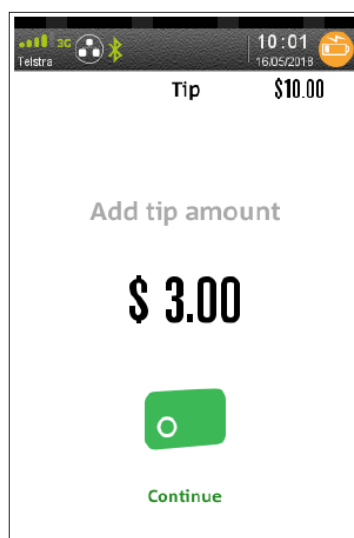 3G
10:01
Telstra
16/05/2018
Tip $10.00
Add tip amount
$ 3.00
Continue